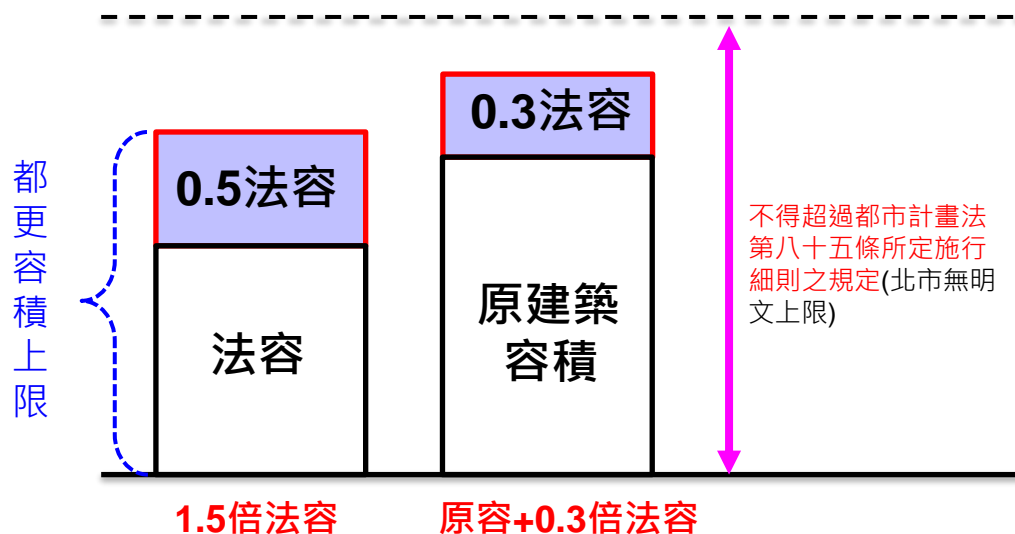 都更容積上限
0.5法容
法容
1.5倍法容
0.3法容
原建築
容積
原容+0.3倍法容
不得超過都市計畫法
第八十五條所定施行
細則之規定(北市無明
文上限)